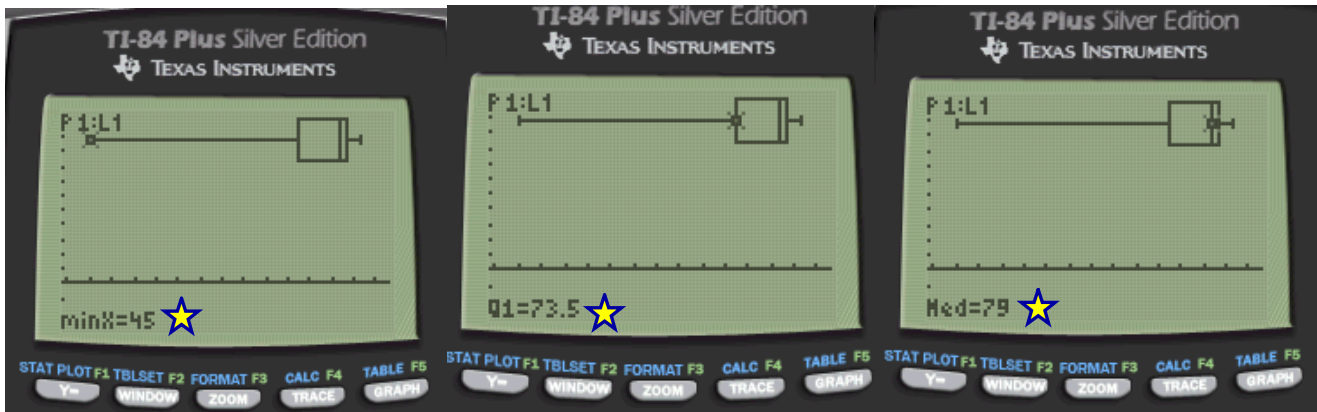 TI-84 Plus Silver Edition
TEXAS INSTRUMENTS
P1:L1
minX=45
STAT PLOT F1 TBLSET F2 FORMAT F3 CALC F4 TABLE F5
Y= WINDOW ZOOM TRACE GRAPH
TI-84 Plus Silver Edition
TEXAS INSTRUMENTS
P1:L1
Q1=73.5
STAT PLOT F1 TBLSET F2 FORMAT F3 CALC F4 TABLE F5
Y= WINDOW ZOOM TRACE GRAPH
TI-84 Plus Silver Edition
TEXAS INSTRUMENTS
P1:L1
Med=79
STAT PLOT F1 TBLSET F2 FORMAT F3 CALC F4 TABLE F5
Y= WINDOW ZOOM TRACE GRAPH